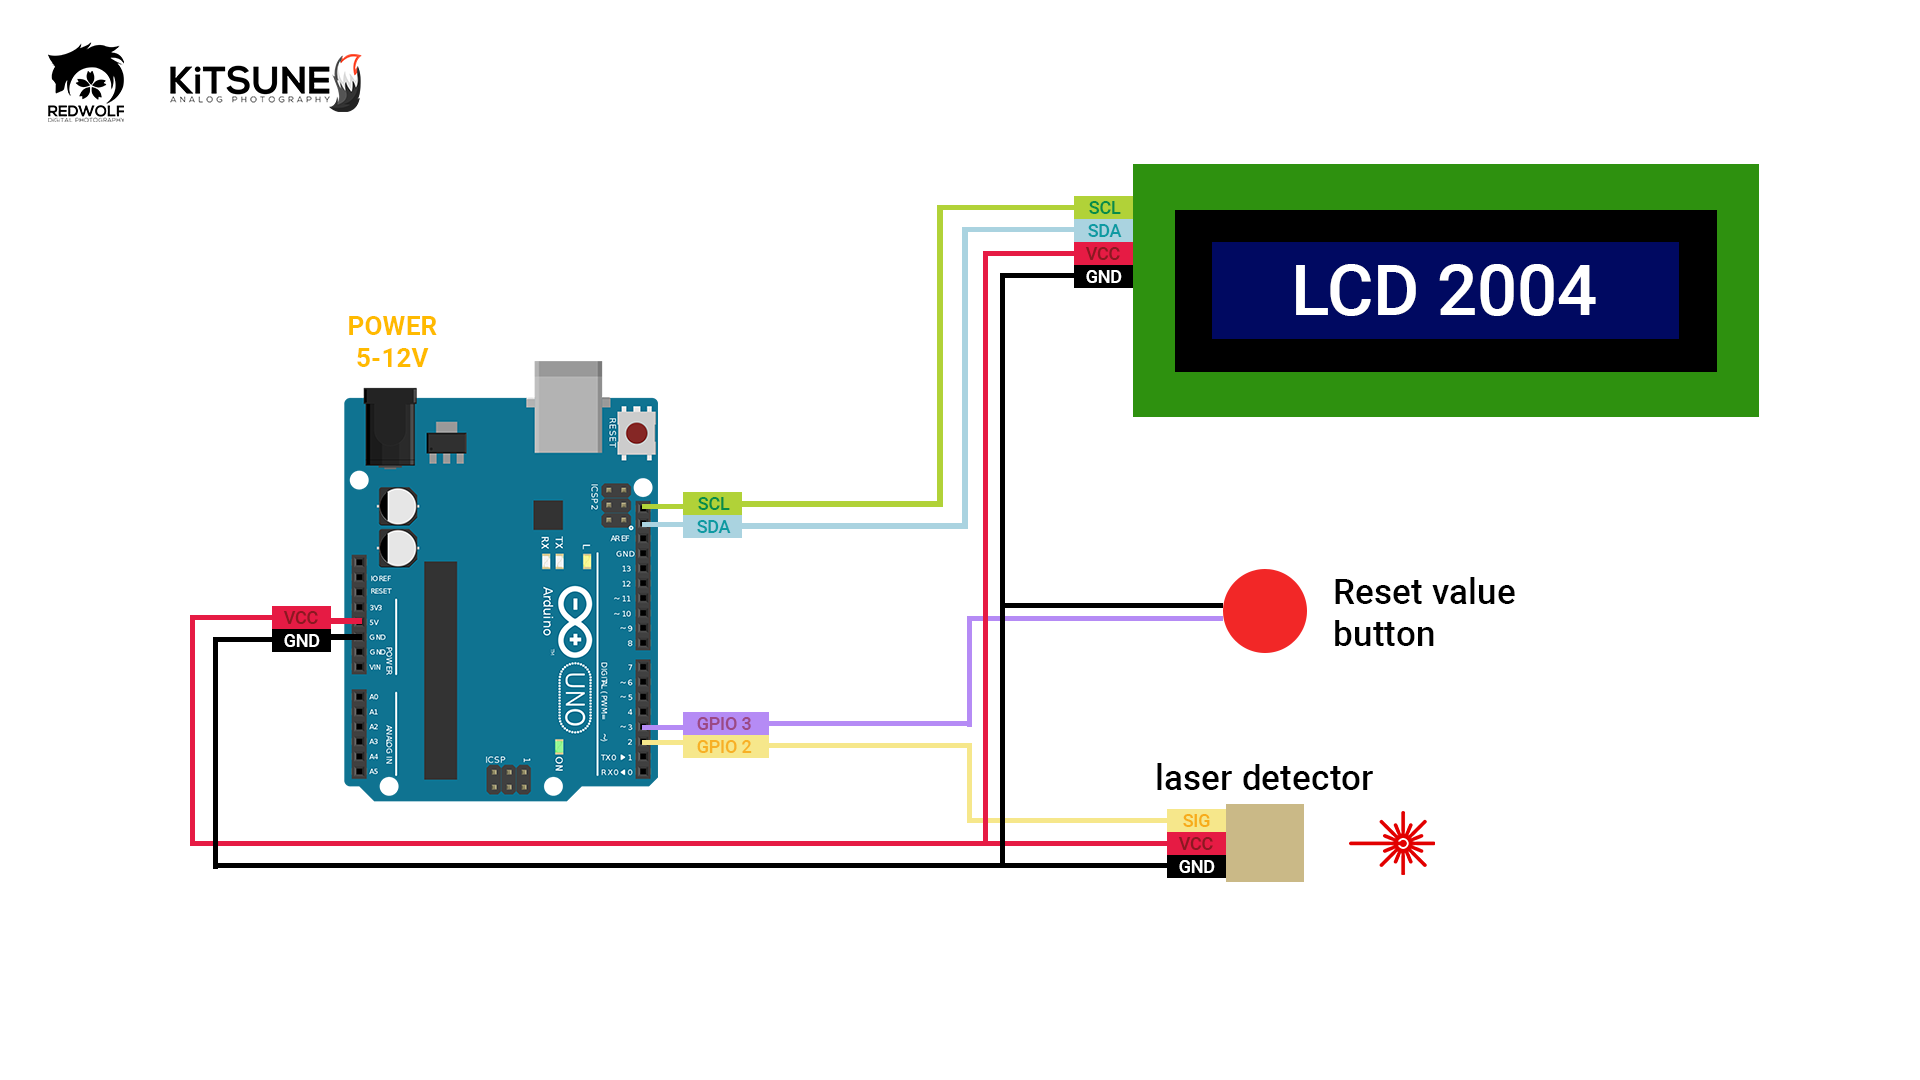 REDWOLF
DIGITAL PHOTOGRAPHY
KiTSUNE
ANALOG PHOTOGRAPHY
SCL
SDA
VCC
GND
LCD 2004
POWER
5-12V
RESET
ICSP2
SCL
SDA
AREF
GND
13
12
~11
~10
~9
8
7
~6
~5
4
~3
2
TX0▶1
RX0◀0
RX
TX
L
Arduino
TM
UNO
DIGITAL (PWM= ~)
IOREF
RESET
3V3
5V
GND
GND
VIN
POWER
A0
A1
A2
A3
A4
A5
ANALOG IN
ICSP
1
ON
VCC
GND
GPIO 3
GPIO 2
Reset value
button
laser detector
SIG
VCC
GND